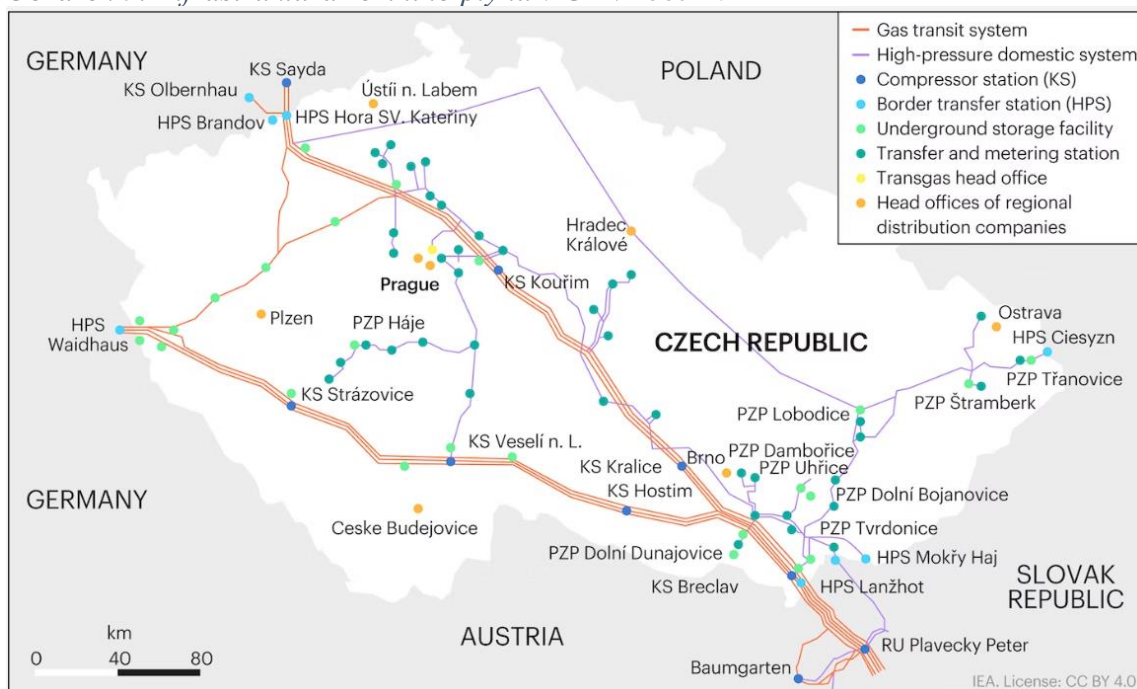 GERMANY
KS Sayda
KS Olbernhau
Ústíi n. Labem
HPS Brandov
HPS Hora SV. Kateřiny
POLAND
Gas transit system
High-pressure domestic system
Compressor station (KS)
Border transfer station (HPS)
Underground storage facility
Transfer and metering station
Transgas head office
Head offices of regional
distribution companies
Hradec
Králové
Prague
KS Kouřim
HPS
Waidhaus
Plzen
PZP Háje
CZECH REPUBLIC
Ostrava
HPS Ciesyzn
PZP Třanovice
PZP Štramberk
KS Strázovice
PZP Lobodice
KS Veselí n. L.
KS Kralice
Brno
PZP Dambořice
PZP Uhřice
KS Hostim
PZP Dolní Bojanovice
GERMANY
Ceske Budejovice
PZP Tvrdonice
PZP Dolní Dunajovice
HPS Mokřy Haj
KS Breclav
HPS Lanžhot
SLOVAK
REPUBLIC
km
0 40 80
AUSTRIA
RU Plavecky Peter
Baumgarten
IEA. License: CC BY 4.0